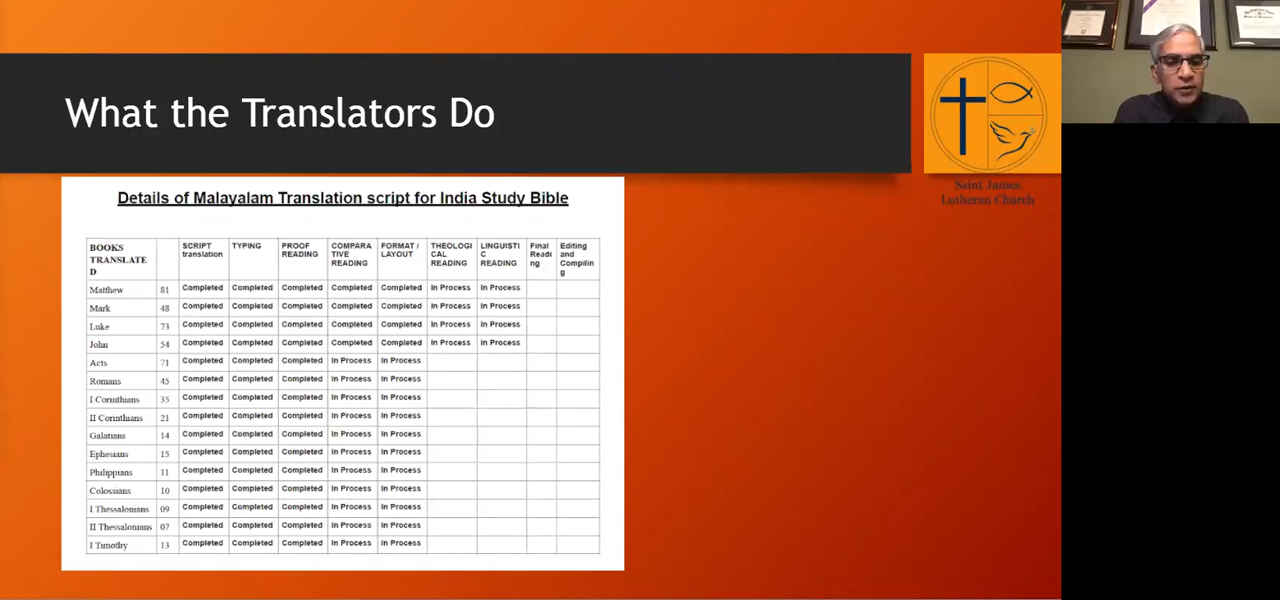 What the Translators Do
Saint James
Lutheran Church
Details of Malayalam Translation script for India Study Bible
BOOKS TRANSLATED SCRIPT translation TYPING PROOF READING COMPARATIVE READING FORMAT / LAYOUT THEOLOGICAL READING LINGUISTIC READING Final Reading Editing and Compiling
Matthew 81 Completed Completed Completed Completed Completed In Process In Process
Mark 48 Completed Completed Completed Completed Completed In Process In Process
Luke 73 Completed Completed Completed Completed Completed In Process In Process
John 54 Completed Completed Completed Completed Completed In Process In Process
Acts 71 Completed Completed Completed In Process In Process
Romans 45 Completed Completed Completed In Process In Process
I Corinthians 35 Completed Completed Completed In Process In Process
II Corinthians 21 Completed Completed Completed In Process In Process
Galatians 14 Completed Completed Completed In Process In Process
Ephesians 15 Completed Completed Completed In Process In Process
Philippians 11 Completed Completed Completed In Process In Process
Colossians 10 Completed Completed Completed In Process In Process
I Thessalonians 09 Completed Completed Completed In Process In Process
II Thessalonians 07 Completed Completed Completed In Process In Process
I Timothy 13 Completed Completed Completed In Process In Process